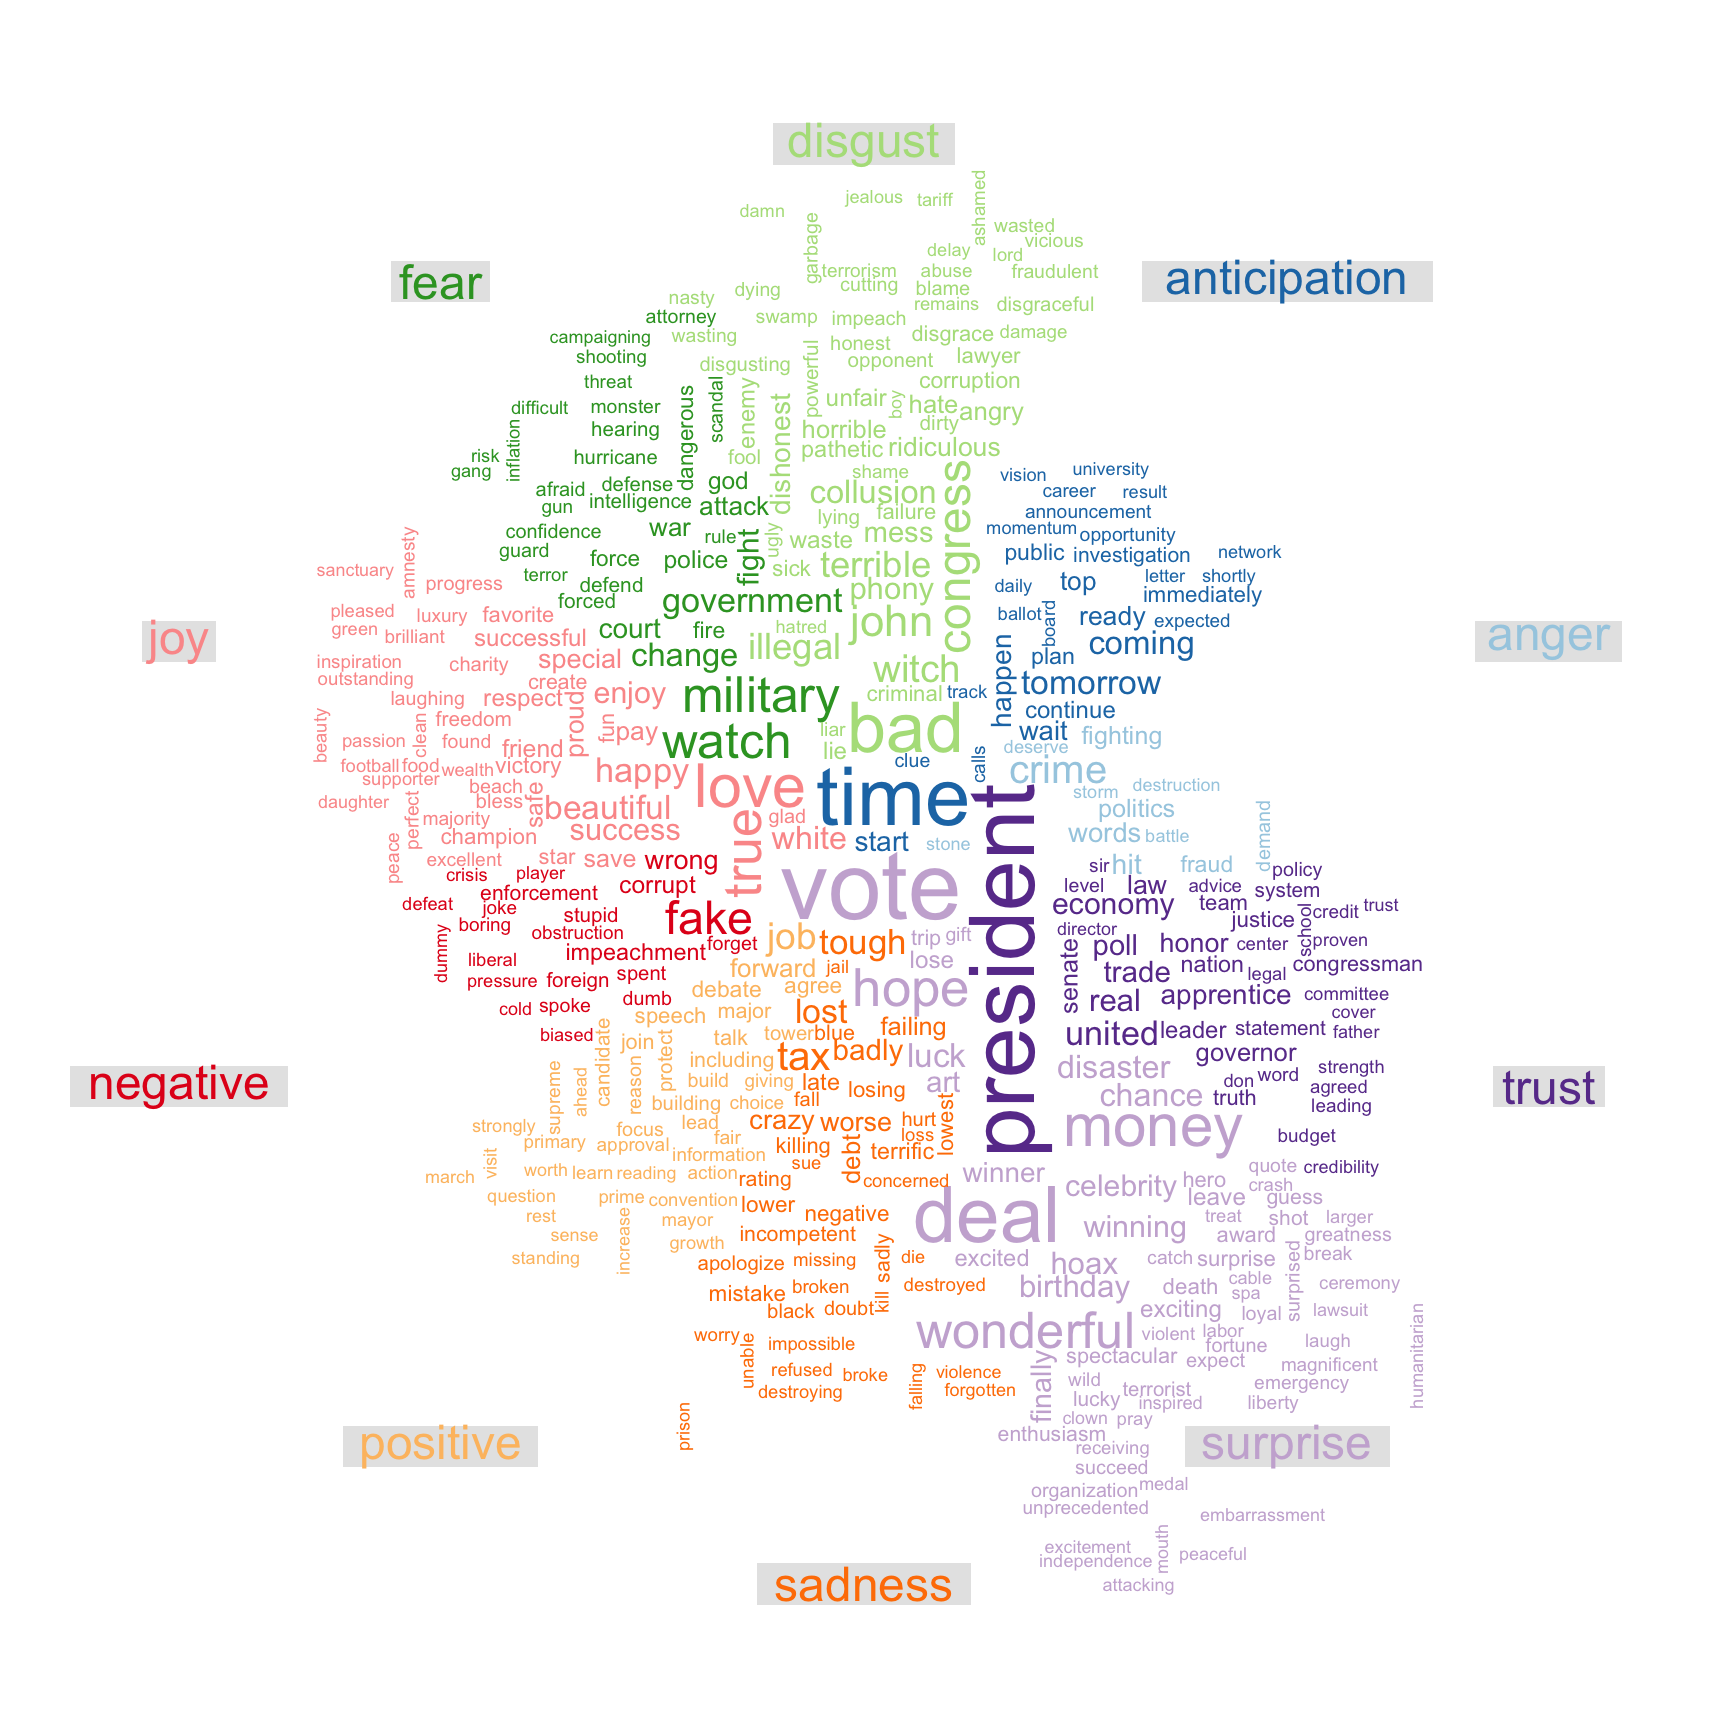 disgust
jealous tariff ashamed
damn garbage wasted
vicious
delay lord
terrorism abuse fraudulent
fear anticipation
cutting blame
nasty dying remains disgraceful
attorney swamp impeach
campaigning wasting honest disgrace damage
shooting disgusting powerful opponent lawyer
threat corruption
difficult monster dangerous scandal enemy dishonest unfair boy hate angry
hearing horrible dirty
risk inflation hurricane fool pathetic ridiculous
gang shame congress vision university
afraid defense god collusion career result
gun intelligence attack lying failure announcement
confidence war rule fight ugly waste mess momentum opportunity
guard force police terrible public investigation network
sanctuary amnesty progress terror defend sick phony daily top letter shortly
pleased luxury favorite forced government immediately
green brilliant successful court fire hatred john ballot board ready expected
joy anger
inspiration charity special change illegal witch happen plan coming
outstanding create
laughing respect enjoy military criminal track tomorrow
beauty clean freedom proud fun pay liar bad continue
passion found friend watch lie wait fighting
deserve
football food wealth victory happy clue calls crime
supporter beach love time storm destruction
daughter perfect bless safe beautiful politics
majority success true glad white start stone president words battle demand
peace champion
excellent star save wrong vote sir hit fraud policy
crisis player corrupt level law advice system
defeat joke enforcement fake economy team justice school credit trust
boring stupid job tough trip gift director
dummy obstruction senate poll honor center proven
liberal impeachment forget lose
pressure foreign spent forward jail hope trade nation legal congressman
cold spoke dumb debate agree real apprentice committee
biased speech major lost cover
join protect talk tower blue failing united leader statement father
candidate including tax badly luck disaster governor
negative trust
supreme ahead reason build giving late losing art chance don word strength
building choice fall truth agreed
strongly focus lead crazy worse hurt lowest money leading
primary approval fair killing debt loss budget
visit information sue terrific
march worth learn reading action rating concerned winner quote credibility
question prime convention lower celebrity hero crash
rest increase mayor negative deal leave guess
sense growth incompetent winning treat shot larger
standing award greatness
apologize missing sadly die excited hoax catch surprise surprised break
mistake broken kill destroyed birthday death cable ceremony
black doubt spa
exciting loyal lawsuit
worry unable impossible wonderful violent labor laugh humanitarian
fortune
refused broke falling violence finally spectacular expect magnificent
destroying forgotten wild terrorist emergency
prison lucky inspired liberty
clown pray
positive enthusiasm surprise
receiving
succeed
organization medal
unprecedented embarrassment
excitement mouth peaceful
independence
sadness attacking